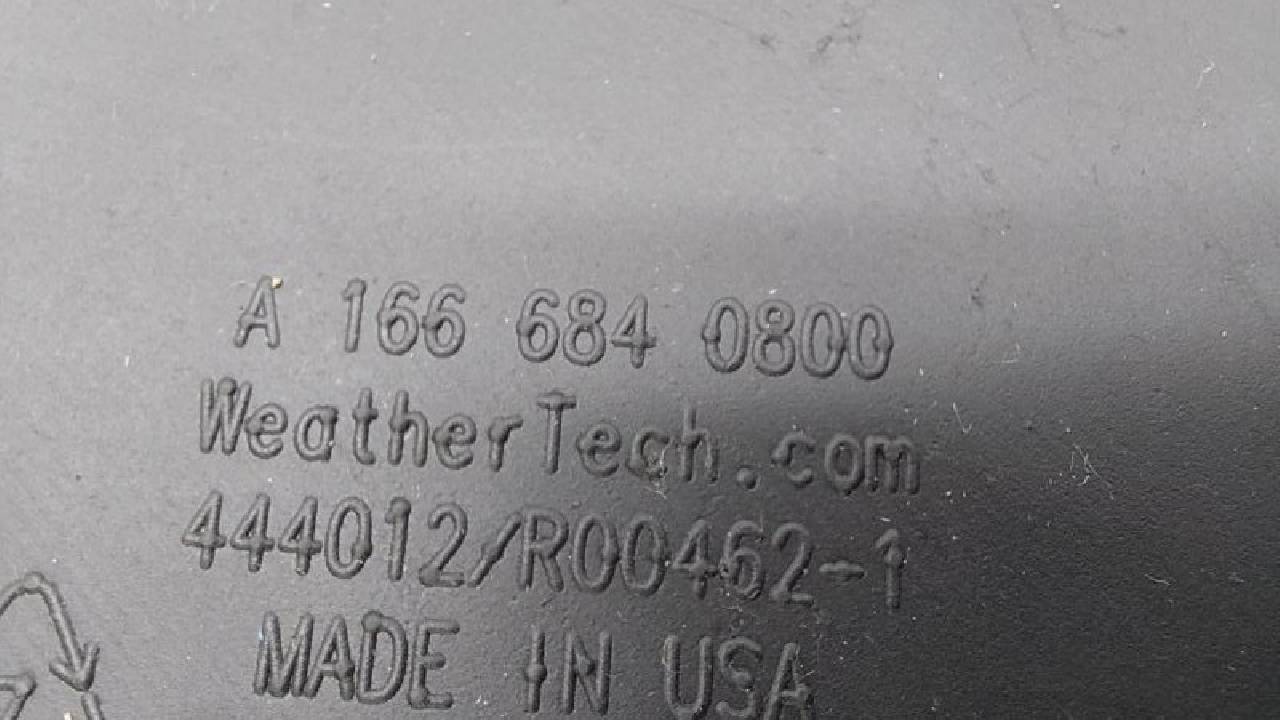 A 166 684 0800
WeatherTech.com
444012/R00462-1
MADE IN USA